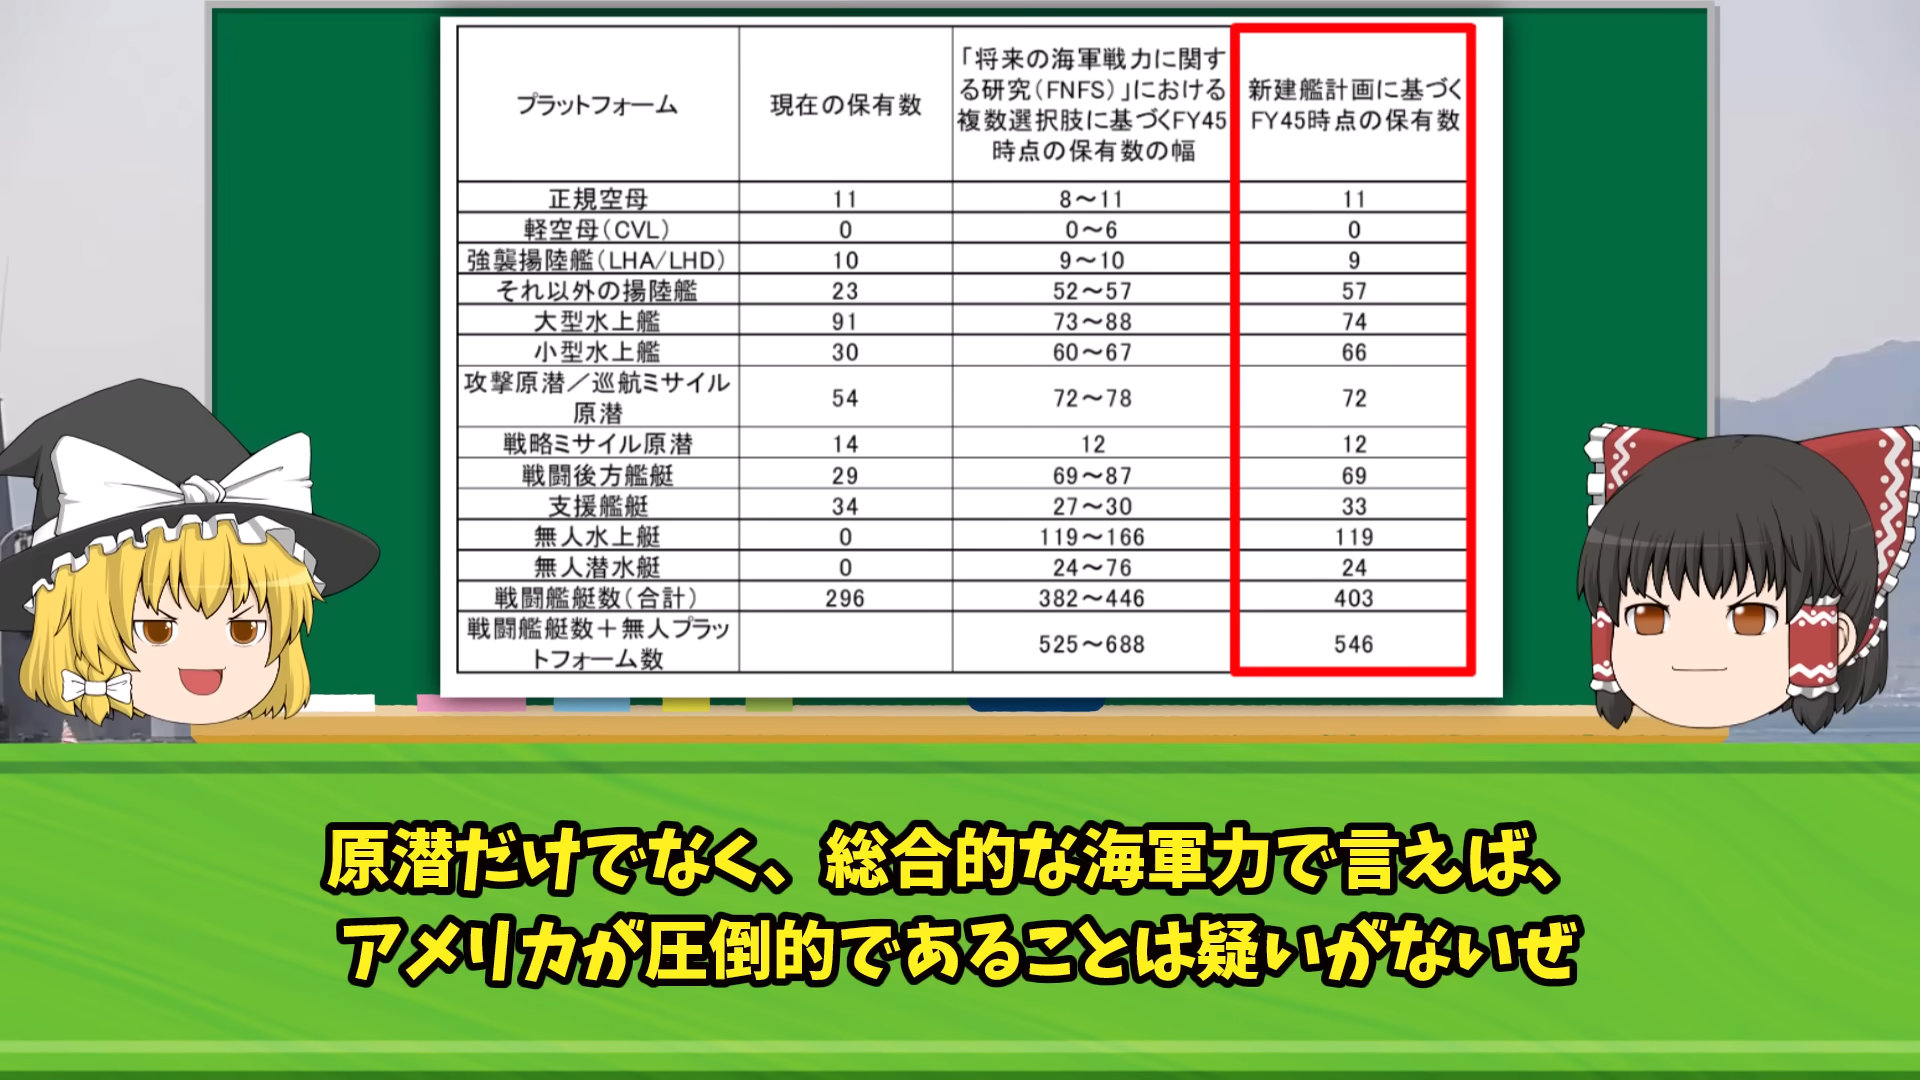 プラットフォーム 現在の保有数 「将来の海軍戦力に関す
る研究（FNFS）」における
複数選択肢に基づくFY45
時点の保有数の幅 新建艦計画に基づく
FY45時点の保有数
正規空母 11 8～11 11
軽空母（CVL） 0 0～6 0
強襲揚陸艦（LHA/LHD） 10 9～10 9
それ以外の揚陸艦 23 52～57 57
大型水上艦 91 73～88 74
小型水上艦 30 60～67 66
攻撃原潜／巡航ミサイル
原潜 54 72～78 72
戦略ミサイル原潜 14 12 12
戦闘後方艦艇 29 69～87 69
支援艦艇 34 27～30 33
無人水上艇 0 119～166 119
無人潜水艇 0 24～76 24
戦闘艦艇数（合計） 296 382～446 403
戦闘艦艇数＋無人プラッ
トフォーム数 525～688 546
原潜だけでなく、総合的な海軍力で言えば、
アメリカが圧倒的であることは疑いがないぜ